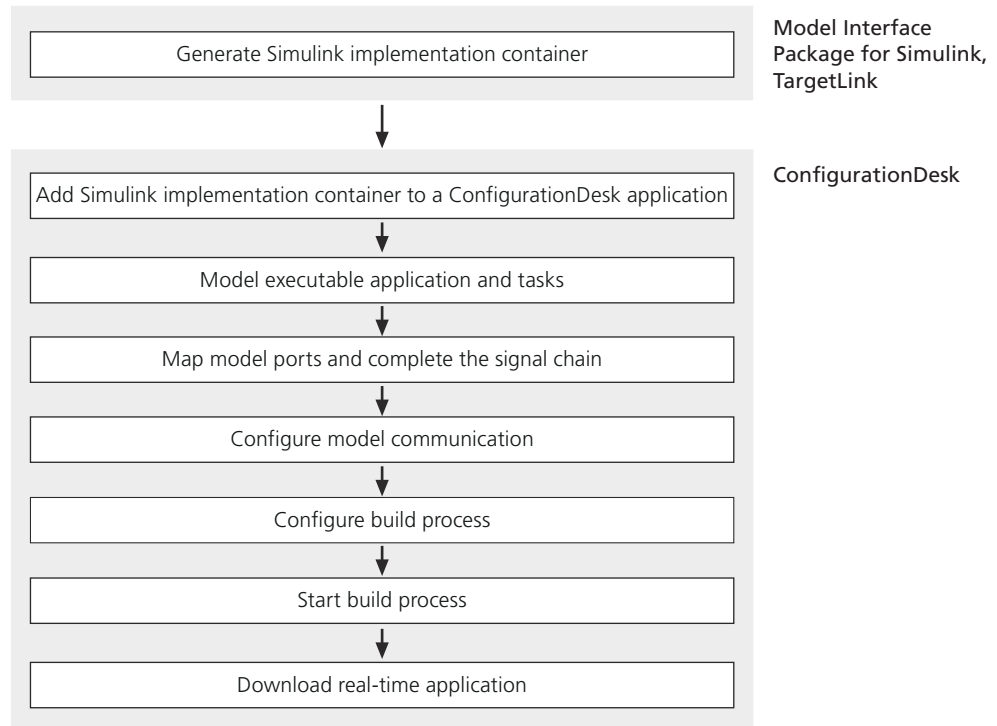 Generate Simulink implementation container
Model Interface
Package for Simulink,
TargetLink
Add Simulink implementation container to a ConfigurationDesk application
ConfigurationDesk
Model executable application and tasks
Map model ports and complete the signal chain
Configure model communication
Configure build process
Start build process
Download real-time application